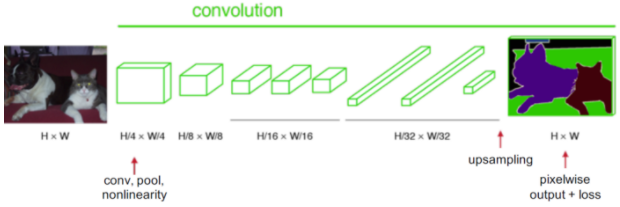 convolution
H × W
H/4 × W/4
H/8 × W/8
H/16 × W/16
H/32 × W/32
H × W
conv, pool,
nonlinearity
upsampling
pixelwise
output + loss